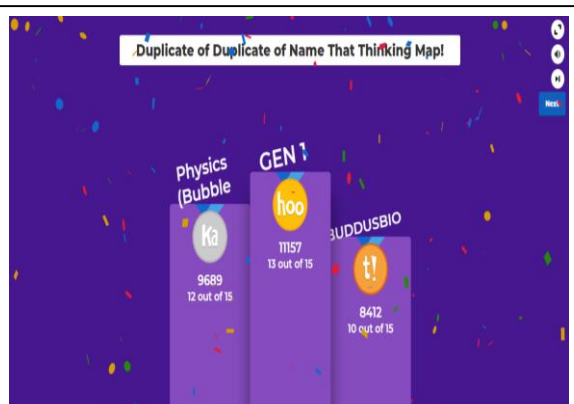 Duplicate of Duplicate of Name That Thinking Map!
Next
Physics
(Bubble
GEN 1
BUDDUSBIO
Ka
hoo
t!
9689
12 out of 15
11157
13 out of 15
8412
10 out of 15